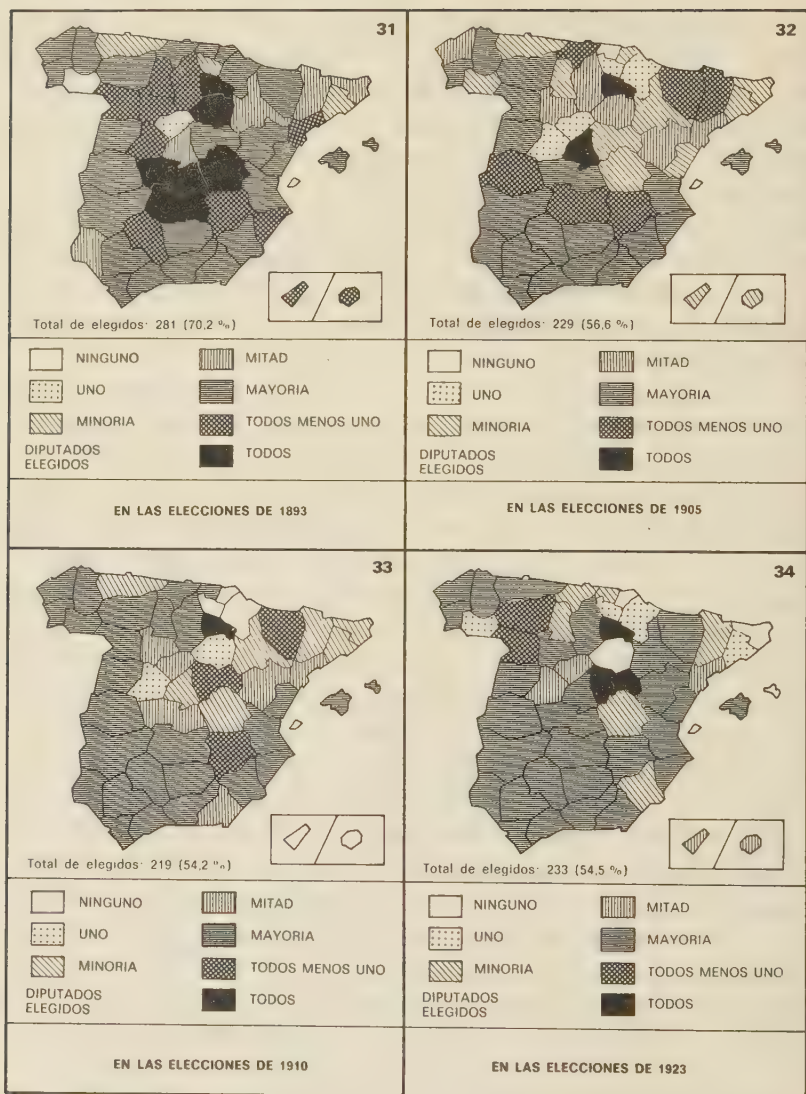 31
Total de elegidos: 281 (70,2 %)
NINGUNO
UNO
MINORIA
DIPUTADOS
ELEGIDOS
MITAD
MAYORIA
TODOS MENOS UNO
TODOS
EN LAS ELECCIONES DE 1893
32
Total de elegidos: 229 (56,6 %)
NINGUNO
UNO
MINORIA
DIPUTADOS
ELEGIDOS
MITAD
MAYORÍA
TODOS MENOS UNO
TODOS
EN LAS ELECCIONES DE 1905
33
Total de elegidos: 219 (54,2 %)
NINGUNO
UNO
MINORIA
DIPUTADOS
ELEGIDOS
MITAD
MAYORIA
TODOS MENOS UNO
TODOS
EN LAS ELECCIONES DE 1910
34
Total de elegidos: 233 (54,5 %)
NINGUNO
UNO
MINORIA
DIPUTADOS
ELEGIDOS
MITAD
MAYORIA
TODOS MENOS UNO
TODOS
EN LAS ELECCIONES DE 1923